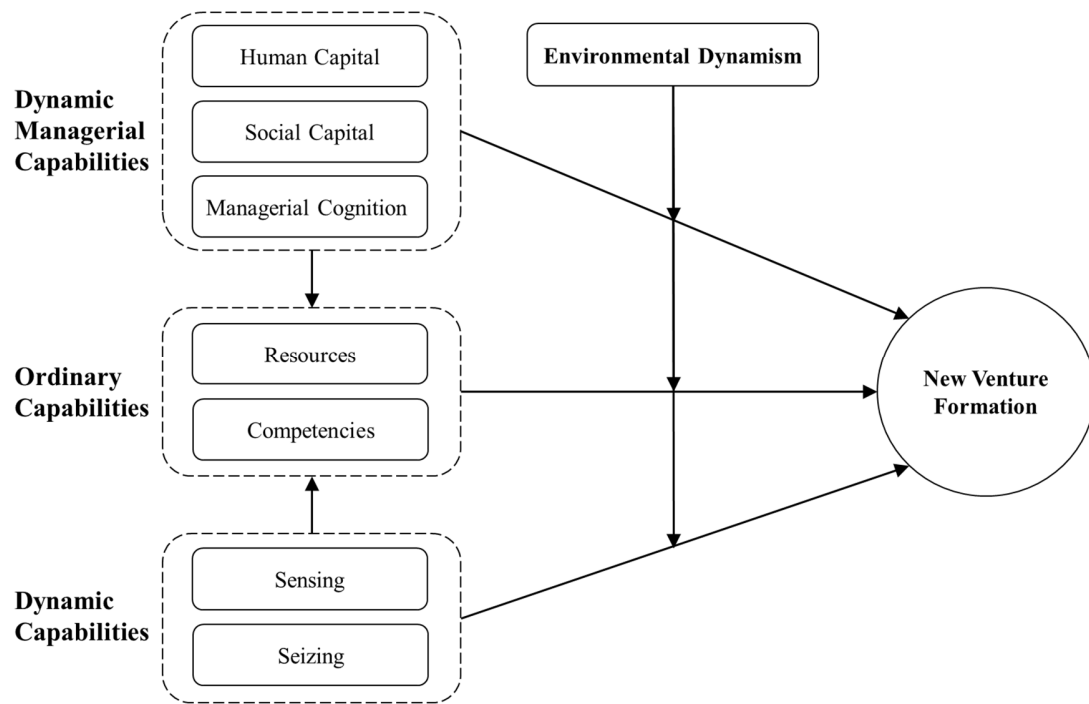 Human Capital
Environmental Dynamism
Dynamic
Managerial
Capabilities
Social Capital
Managerial Cognition
Ordinary
Capabilities
Resources
Competencies
New Venture
Formation
Dynamic
Capabilities
Sensing
Seizing